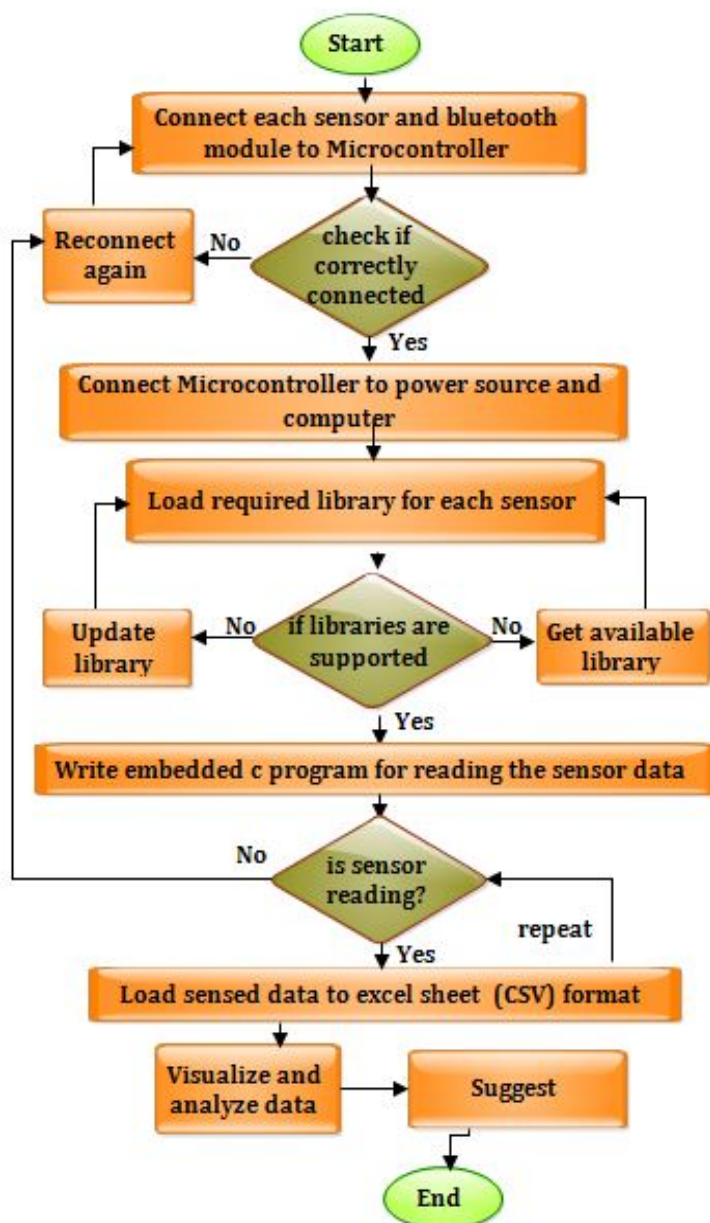 Start
Connect each sensor and bluetooth
module to Microcontroller
Reconnect
again
No
check if
correctly
connected
Yes
Connect Microcontroller to power source and
computer
Load required library for each sensor
Update
library
No
if libraries are
supported
No
Get available
library
Yes
Write embedded c program for reading the sensor data
No
is sensor
reading?
repeat
Yes
Load sensed data to excel sheet (CSV) format
Visualize and
analyze data
Suggest
End